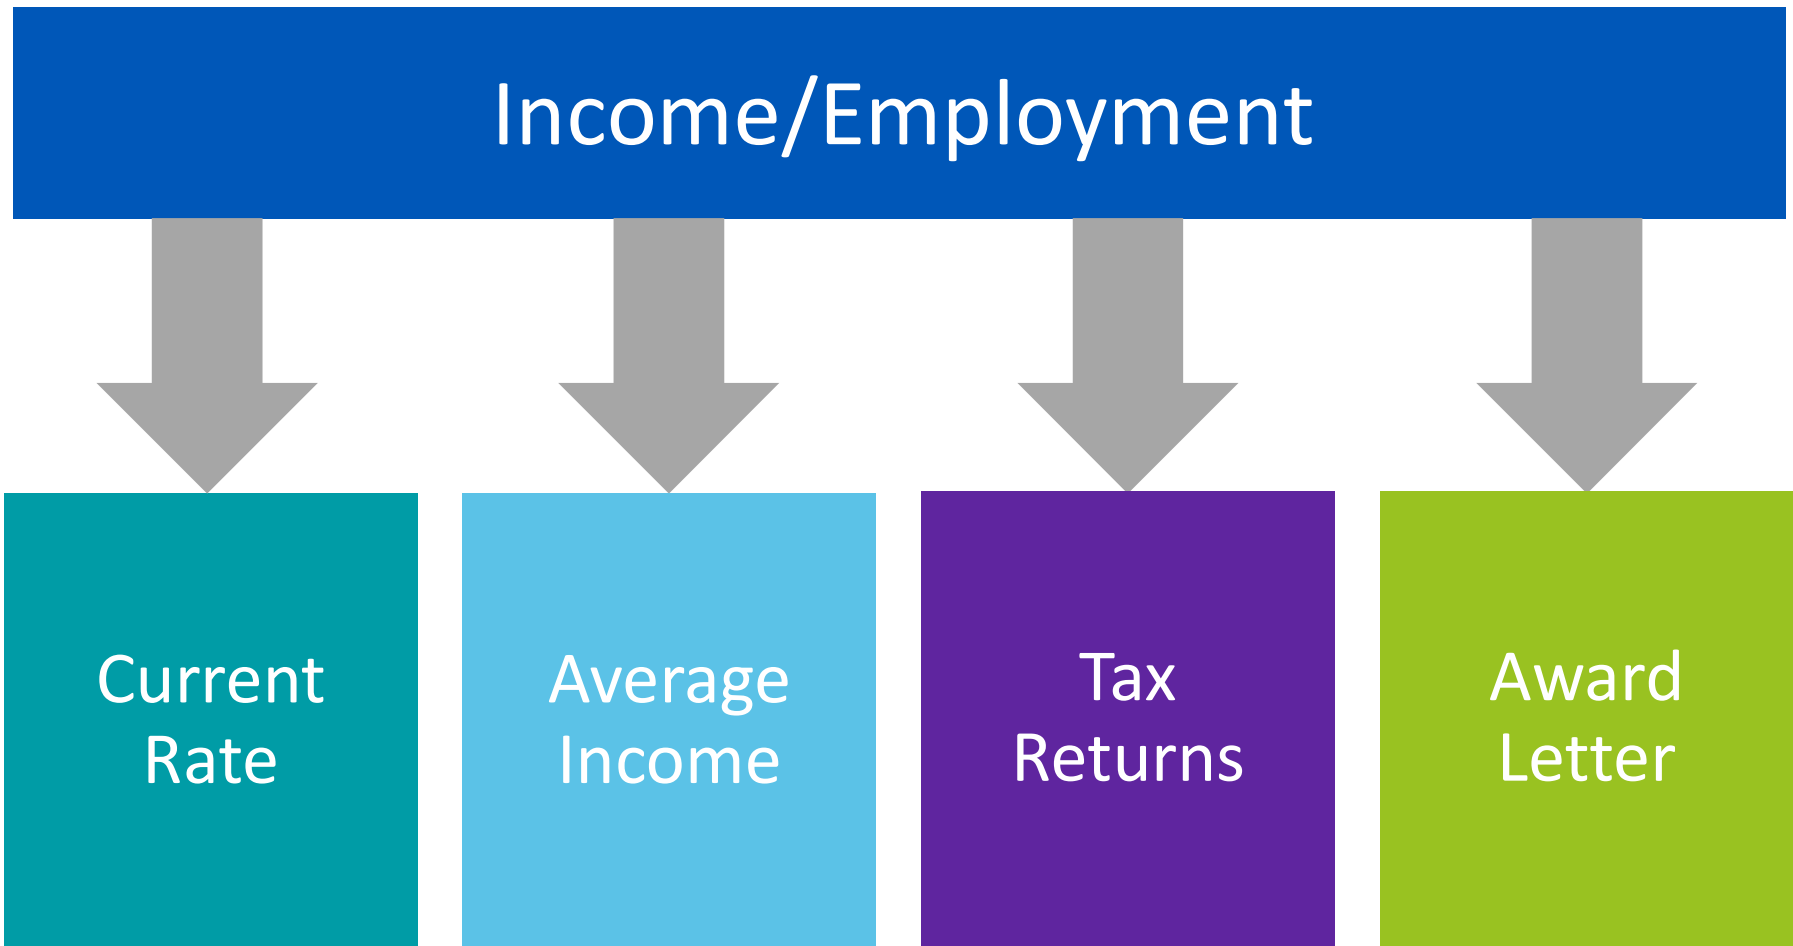 Income/Employment
Current
Rate
Average
Income
Tax
Returns
Award
Letter